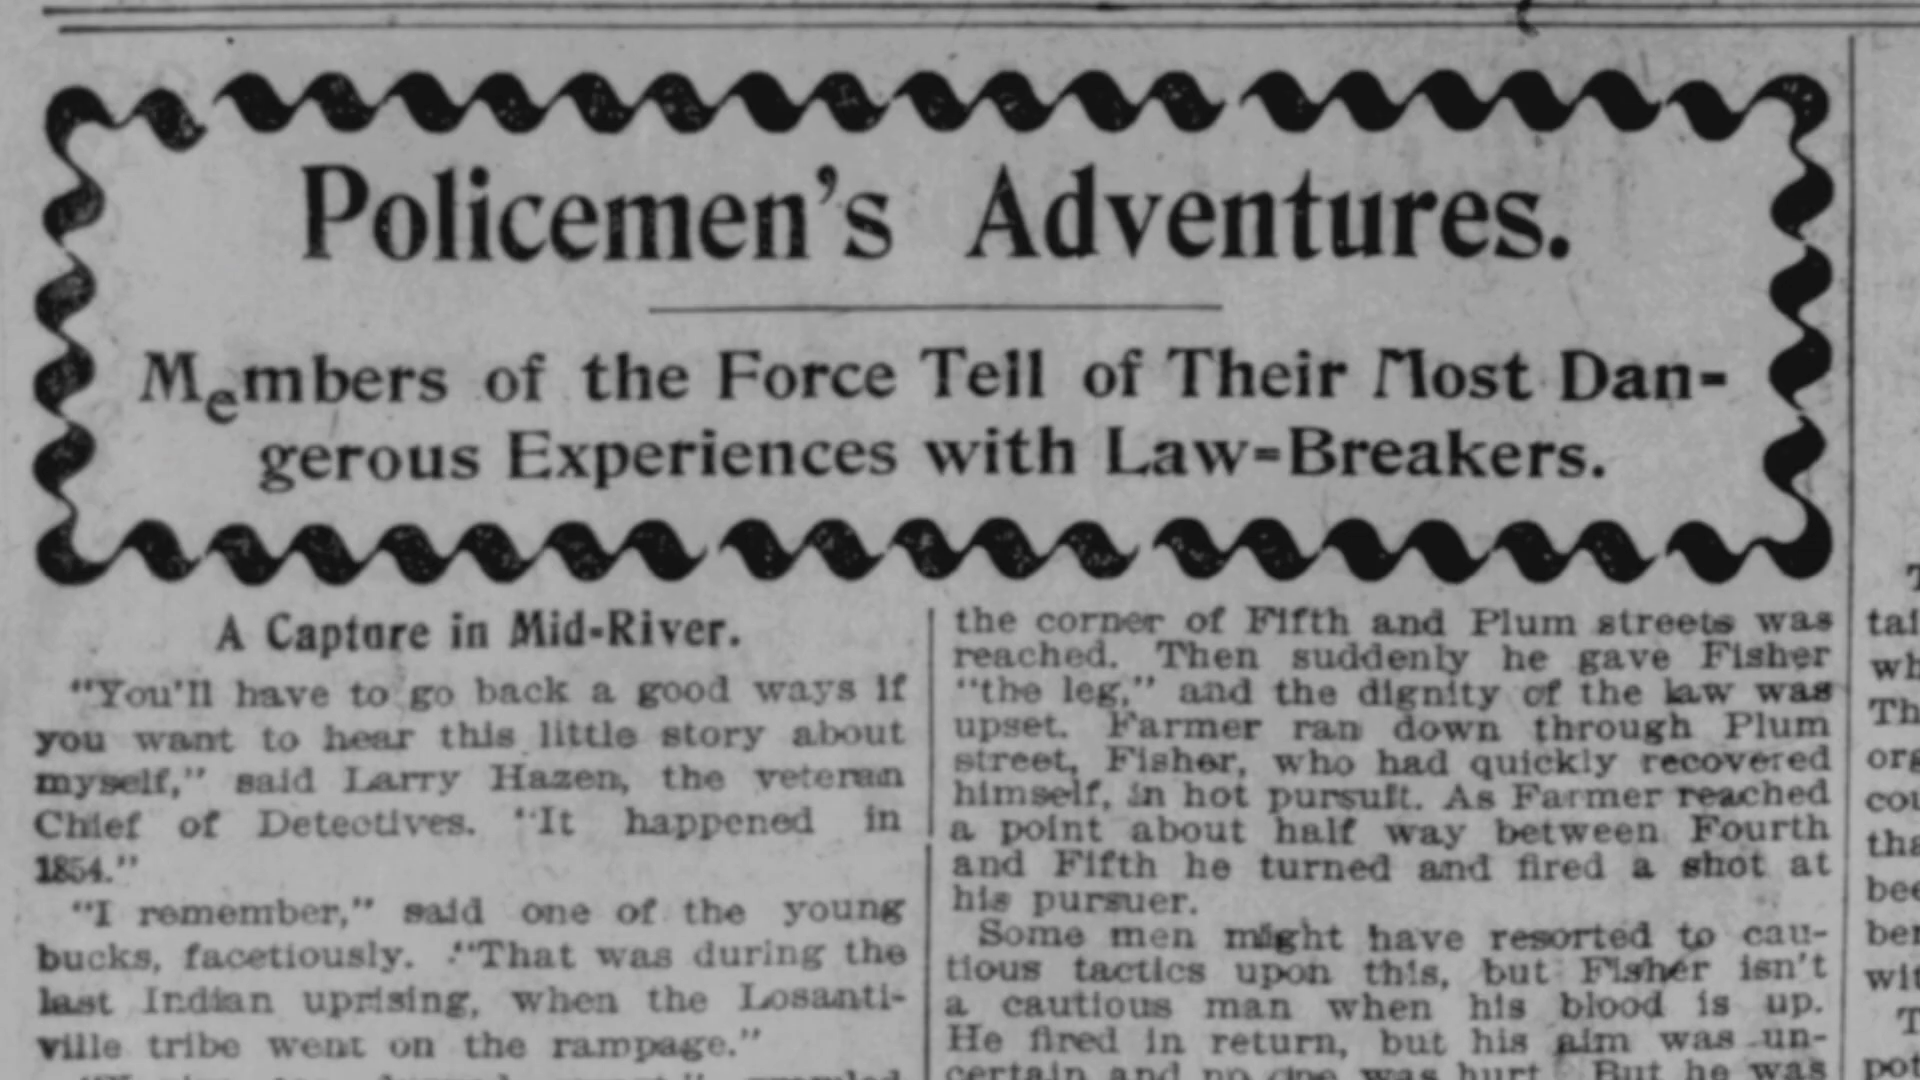 Policemen's Adventures.
Members of the Force Tell of Their Most Dan-
gerous Experiences with Law-Breakers.
A Capture in Mid-River.
"You'll have to go back a good ways if
you want to hear this little story about
myself," said Larry Hazen, the veteran
Chief of Detectives. "It happened in
1854."
"I remember," said one of the young
bucks, facetiously. "That was during the
last Indian uprising, when the Losanti-
ville tribe went on the rampage."
the corner of Fifth and Plum streets was
reached. Then suddenly he gave Fisher
"the leg," and the dignity of the law was
upset. Farmer ran down through Plum
street, Fisher, who had quickly recovered
himself, in hot pursuit. As Farmer reached
a point about half way between Fourth
and Fifth he turned and fired a shot at
his pursuer.
Some men might have resorted to cau-
tious tactics upon this, but Fisher isn't
a cautious man when his blood is up.
He fired in return, but his aim was un-
certain and no one was hurt. But he was